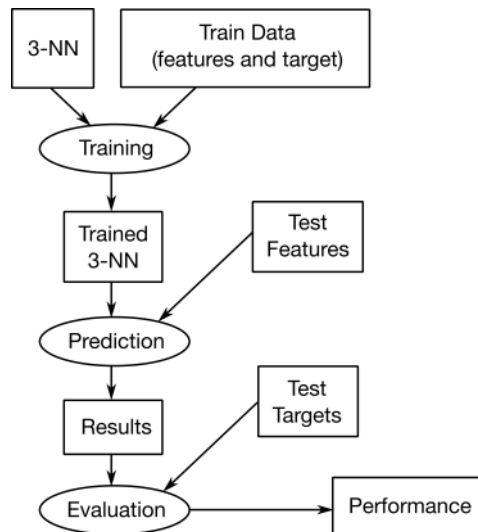 3-NN
Train Data
(features and target)
Training
Trained
3-NN
Test
Features
Prediction
Results
Test
Targets
Evaluation
Performance